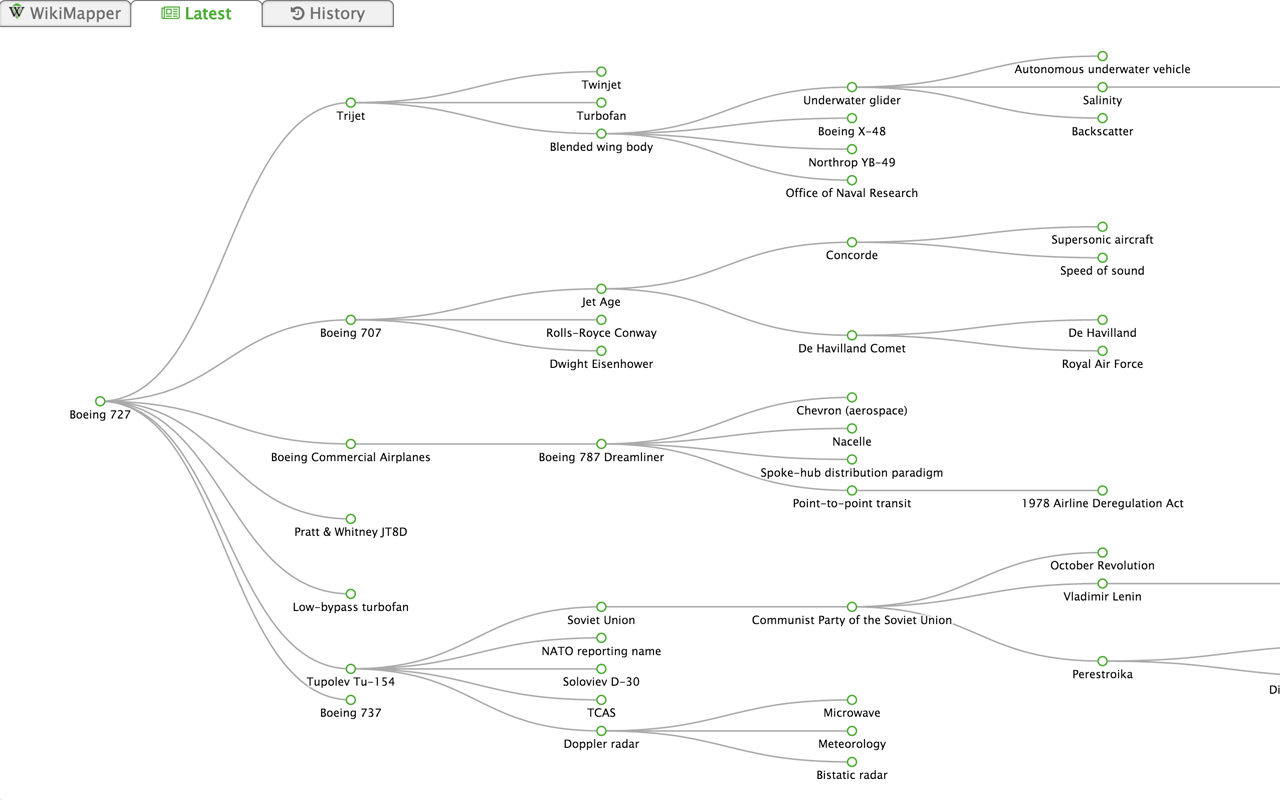 WikiMapper
Latest
History
Autonomous underwater vehicle
Twinjet
Underwater glider
Salinity
Trijet
Turbofan
Boeing X-48
Backscatter
Blended wing body
Northrop YB-49
Office of Naval Research
Supersonic aircraft
Concorde
Speed of sound
Jet Age
Boeing 707
Rolls-Royce Conway
De Havilland
De Havilland Comet
Dwight Eisenhower
Royal Air Force
Boeing 727
Chevron (aerospace)
Nacelle
Boeing Commercial Airplanes
Boeing 787 Dreamliner
Spoke-hub distribution paradigm
Point-to-point transit
1978 Airline Deregulation Act
Pratt & Whitney JT8D
October Revolution
Vladimir Lenin
Low-bypass turbofan
Soviet Union
Communist Party of the Soviet Union
NATO reporting name
Perestroika
Tupolev Tu-154
Soloviev D-30
Di
Boeing 737
TCAS
Microwave
Doppler radar
Meteorology
Bistatic radar